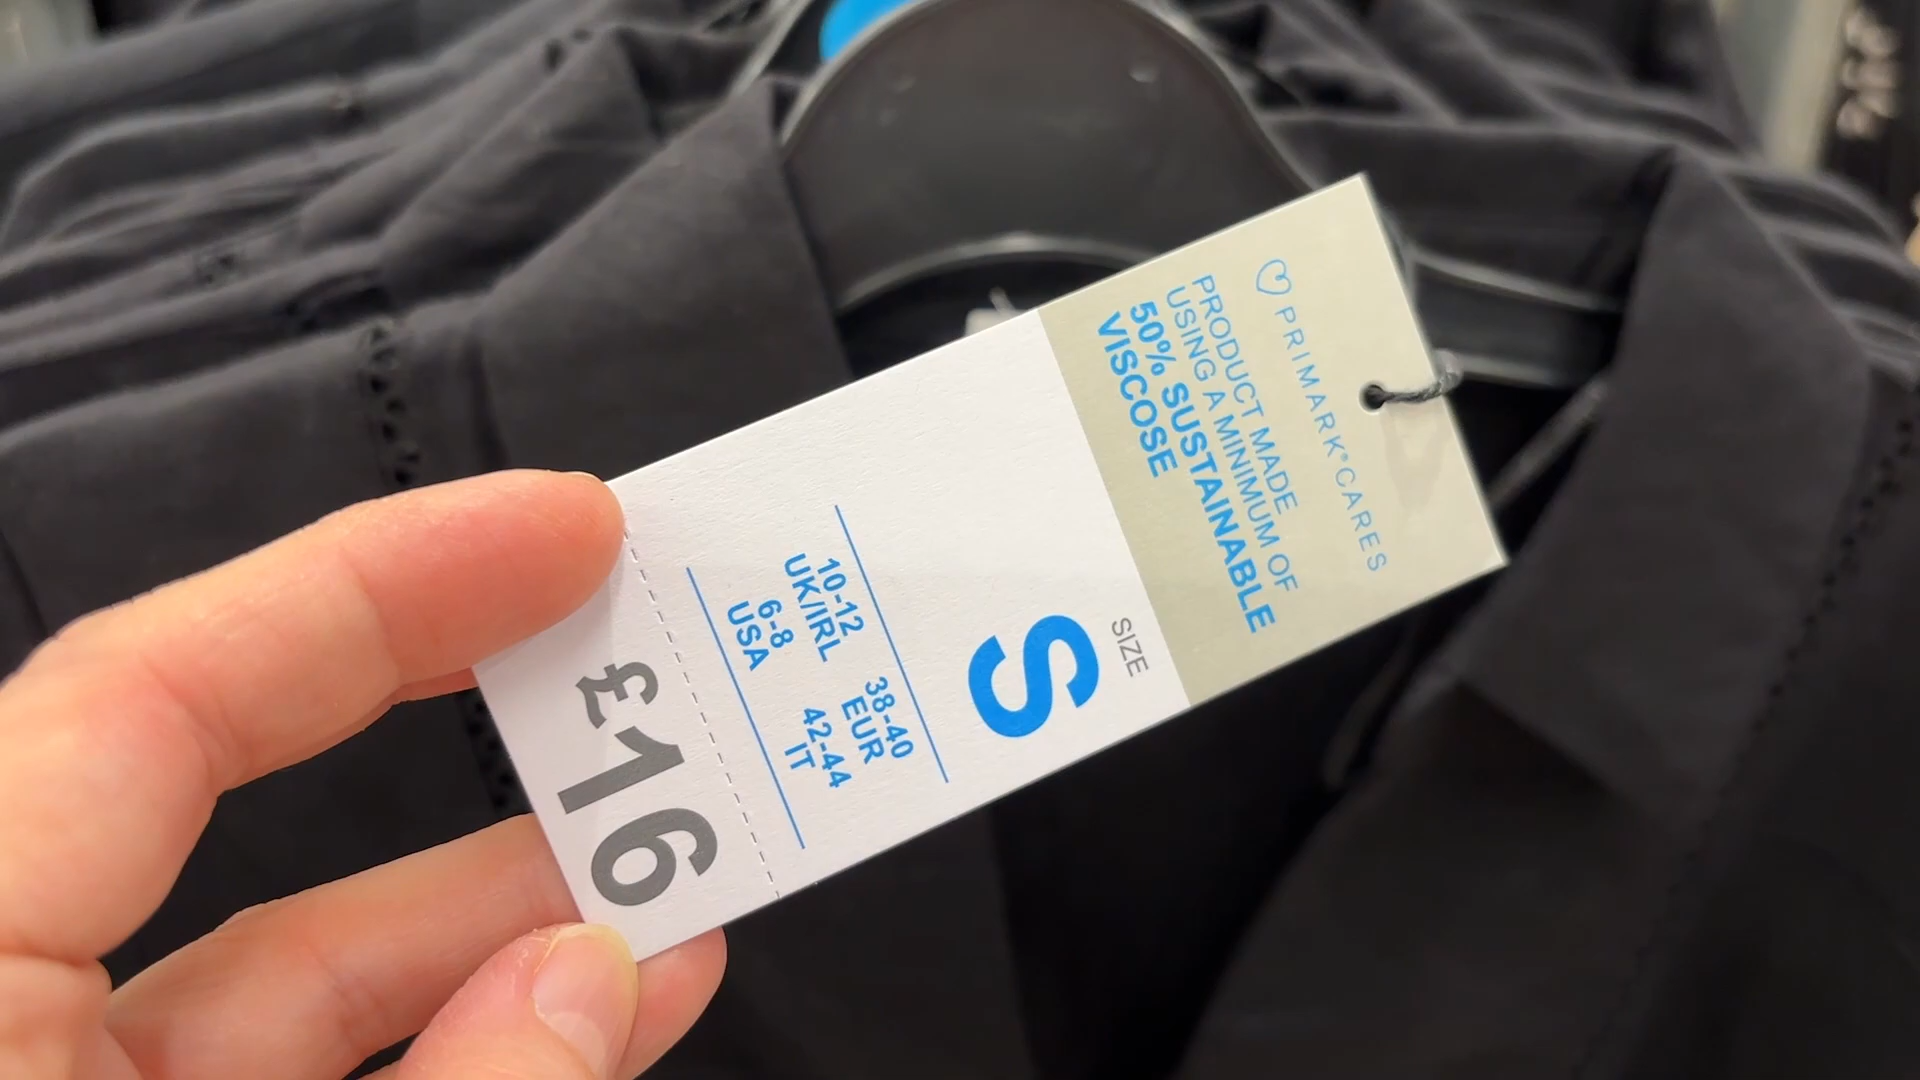 PRIMARK®CARES
PRODUCT MADE
USING A MINIMUM OF
50% SUSTAINABLE
VISCOSE
SIZE
S
10-12 38-40
UK/IRL EUR
6-8 42-44
USA IT
£16